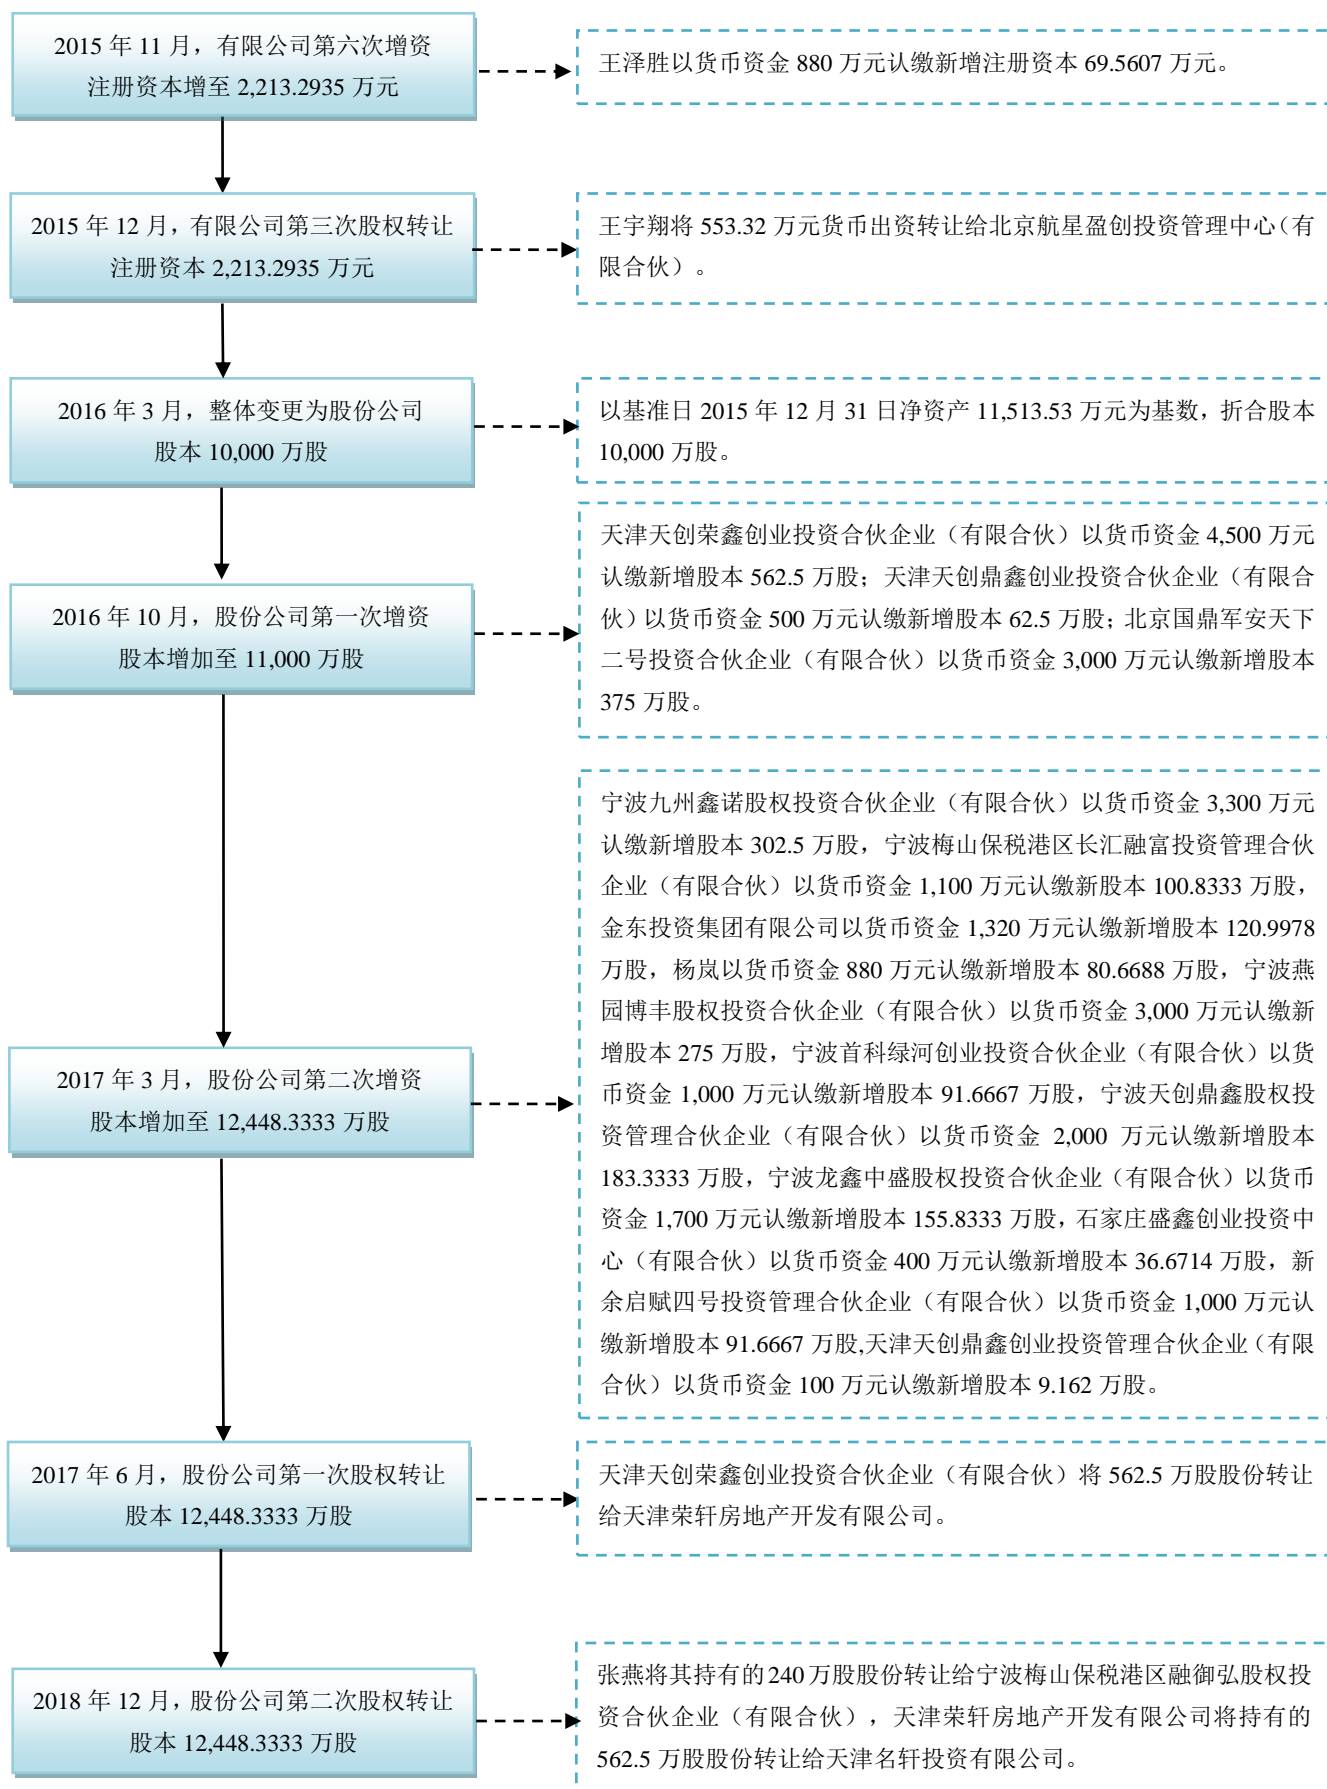 2015 年 11 月，有限公司第六次增资
注册资本增至 2,213.2935 万元
王泽胜以货币资金 880 万元认缴新增注册资本 69.5607 万元。
2015 年 12 月，有限公司第三次股权转让
注册资本 2,213.2935 万元
王宇翔将 553.32 万元货币出资转让给北京航星盈创投资管理中心（有
限合伙）。
2016 年 3 月，整体变更为股份公司
股本 10,000 万股
以基准日 2015 年 12 月 31 日净资产 11,513.53 万元为基数，折合股本
10,000 万股。
2016 年 10 月，股份公司第一次增资
股本增加至 11,000 万股
天津天创荣鑫创业投资合伙企业（有限合伙）以货币资金 4,500 万元
认缴新增股本 562.5 万股；天津天创鼎鑫创业投资合伙企业（有限合
伙）以货币资金 500 万元认缴新增股本 62.5 万股；北京国鼎军安天下
二号投资合伙企业（有限合伙）以货币资金 3,000 万元认缴新增股本
375 万股。
2017 年 3 月，股份公司第二次增资
股本增加至 12,448.3333 万股
宁波九州鑫诺股权投资合伙企业（有限合伙）以货币资金 3,300 万元
认缴新增股本 302.5 万股，宁波梅山保税港区长汇融富投资管理合伙
企业（有限合伙）以货币资金 1,100 万元认缴新股本 100.8333 万股，
金东投资集团有限公司以货币资金 1,320 万元认缴新增股本 120.9978
万股，杨岚以货币资金 880 万元认缴新增股本 80.6688 万股，宁波燕
园博丰股权投资合伙企业（有限合伙）以货币资金 3,000 万元认缴新
增股本 275 万股，宁波首科绿河创业投资合伙企业（有限合伙）以货
币资金 1,000 万元认缴新增股本 91.6667 万股，宁波天创鼎鑫股权投
资管理合伙企业（有限合伙）以货币资金 2,000 万元认缴新增股本
183.3333 万股，宁波龙鑫中盛股权投资合伙企业（有限合伙）以货币
资金 1,700 万元认缴新增股本 155.8333 万股，石家庄盛鑫创业投资中
心（有限合伙）以货币资金 400 万元认缴新增股本 36.6714 万股，新
余启赋四号投资管理合伙企业（有限合伙）以货币资金 1,000 万元认
缴新增股本 91.6667 万股,天津天创鼎鑫创业投资管理合伙企业（有限
合伙）以货币资金 100 万元认缴新增股本 9.162 万股。
2017 年 6 月，股份公司第一次股权转让
股本 12,448.3333 万股
天津天创荣鑫创业投资合伙企业（有限合伙）将 562.5 万股股份转让
给天津荣轩房地产开发有限公司。
2018 年 12 月，股份公司第二次股权转让
股本 12,448.3333 万股
张燕将其持有的 240 万股股份转让给宁波梅山保税港区融御弘股权投
资合伙企业（有限合伙），天津荣轩房地产开发有限公司将持有的
562.5 万股股份转让给天津名轩投资有限公司。